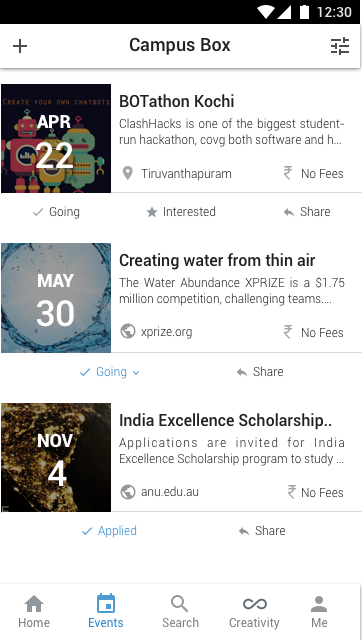 12:30
Campus Box
CREATE YOUR OWN CHATBOTS
APR
22
BOTathon Kochi
ClashHacks is one of the biggest student-
run hackathon, covg both software and h...
Tiruvanthapuram
₹ No Fees
Going
Interested
Share
MAY
30
Creating water from thin air
The Water Abundance XPRIZE is a $1.75
million competition, challenging teams....
xprize.org
₹ No Fees
Going
Share
NOV
4
India Excellence Scholarship..
Applications are invited for India
Excellence Scholarship program to study ...
anu.edu.au
₹ No Fees
Applied
Share
Home
Events
Search
Creativity
Me